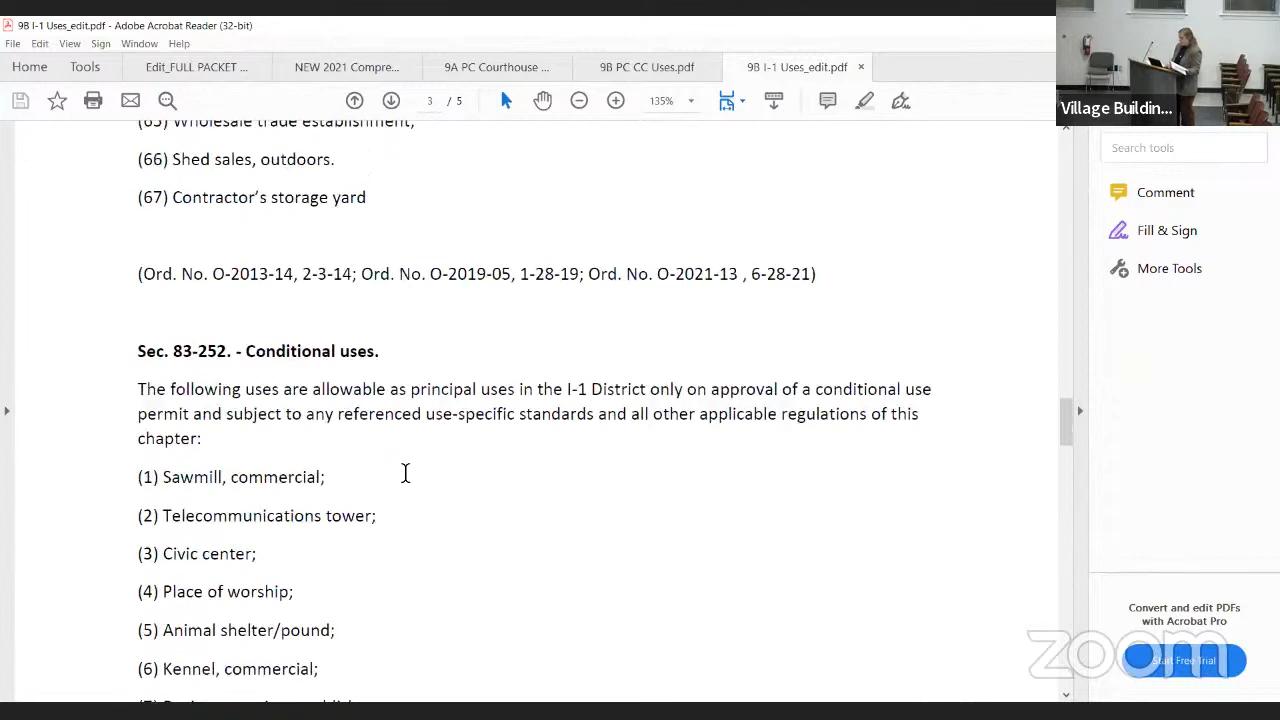 9B I-1 Uses_edit.pdf - Adobe Acrobat Reader (32-bit)
File Edit View Sign Window Help
Home Tools Edit_FULL PACKET ... NEW 2021 Compre... 9A PC Courthouse ... 9B PC CC Uses.pdf 9B I-1 Uses_edit.pdf ×
3 / 5 135%
Village Buildin...
(65) Wholesale trade establishment;
(66) Shed sales, outdoors.
(67) Contractor's storage yard
(Ord. No. O-2013-14, 2-3-14; Ord. No. O-2019-05, 1-28-19; Ord. No. O-2021-13 , 6-28-21)
Sec. 83-252. - Conditional uses.
The following uses are allowable as principal uses in the I-1 District only on approval of a conditional use
permit and subject to any referenced use-specific standards and all other applicable regulations of this
chapter:
(1) Sawmill, commercial;
(2) Telecommunications tower;
(3) Civic center;
(4) Place of worship;
(5) Animal shelter/pound;
(6) Kennel, commercial;
Search tools
Comment
Fill & Sign
More Tools
Convert and edit PDFs
with Acrobat Pro
Start Free Trial
zoom